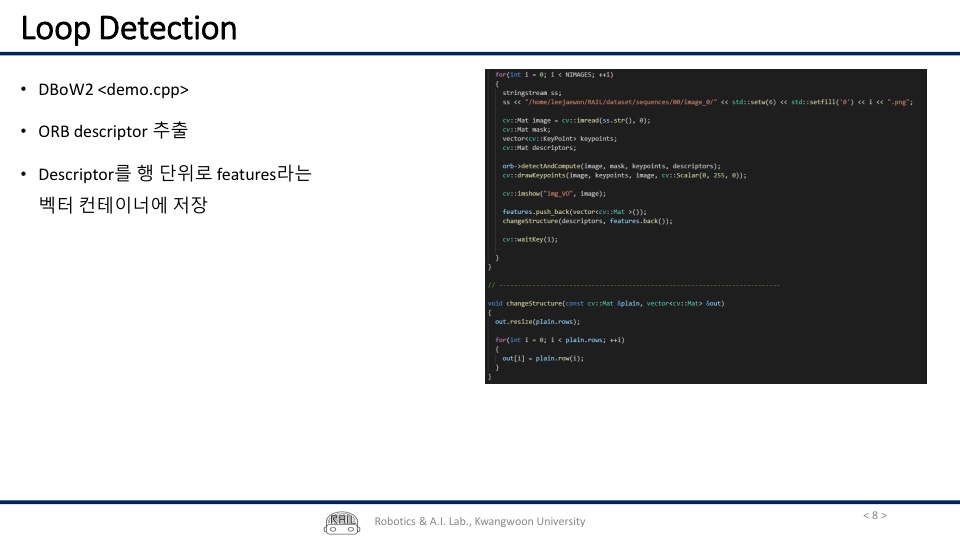 Loop Detection
• DBoW2 <demo.cpp>
• ORB descriptor 추출
• Descriptor를 행 단위로 features라는
벡터 컨테이너에 저장
for(int i = 0; i < NIMAGES; ++i)
{
stringstream ss;
ss << "/home/leejaewon/RAIL/dataset/sequences/00/image_0/" << std::setw(6) << std::setfill('0') << i << ".png";
cv::Mat image = cv::imread(ss.str(), 0);
cv::Mat mask;
vector<cv::KeyPoint> keypoints;
cv::Mat descriptors;
orb->detectAndCompute(image, mask, keypoints, descriptors);
cv::drawKeypoints(image, keypoints, image, cv::Scalar(0, 255, 0));
cv::imshow("img_VO", image);
features.push_back(vector<cv::Mat >());
changeStructure(descriptors, features.back());
cv::waitKey(1);
}
}
// ----------------------------------------------------------------------------
void changeStructure(const cv::Mat &plain, vector<cv::Mat> &out)
{
out.resize(plain.rows);
for(int i = 0; i < plain.rows; ++i)
{
out[i] = plain.row(i);
}
}
RAIL
Robotics & A.I. Lab., Kwangwoon University
< 8 >